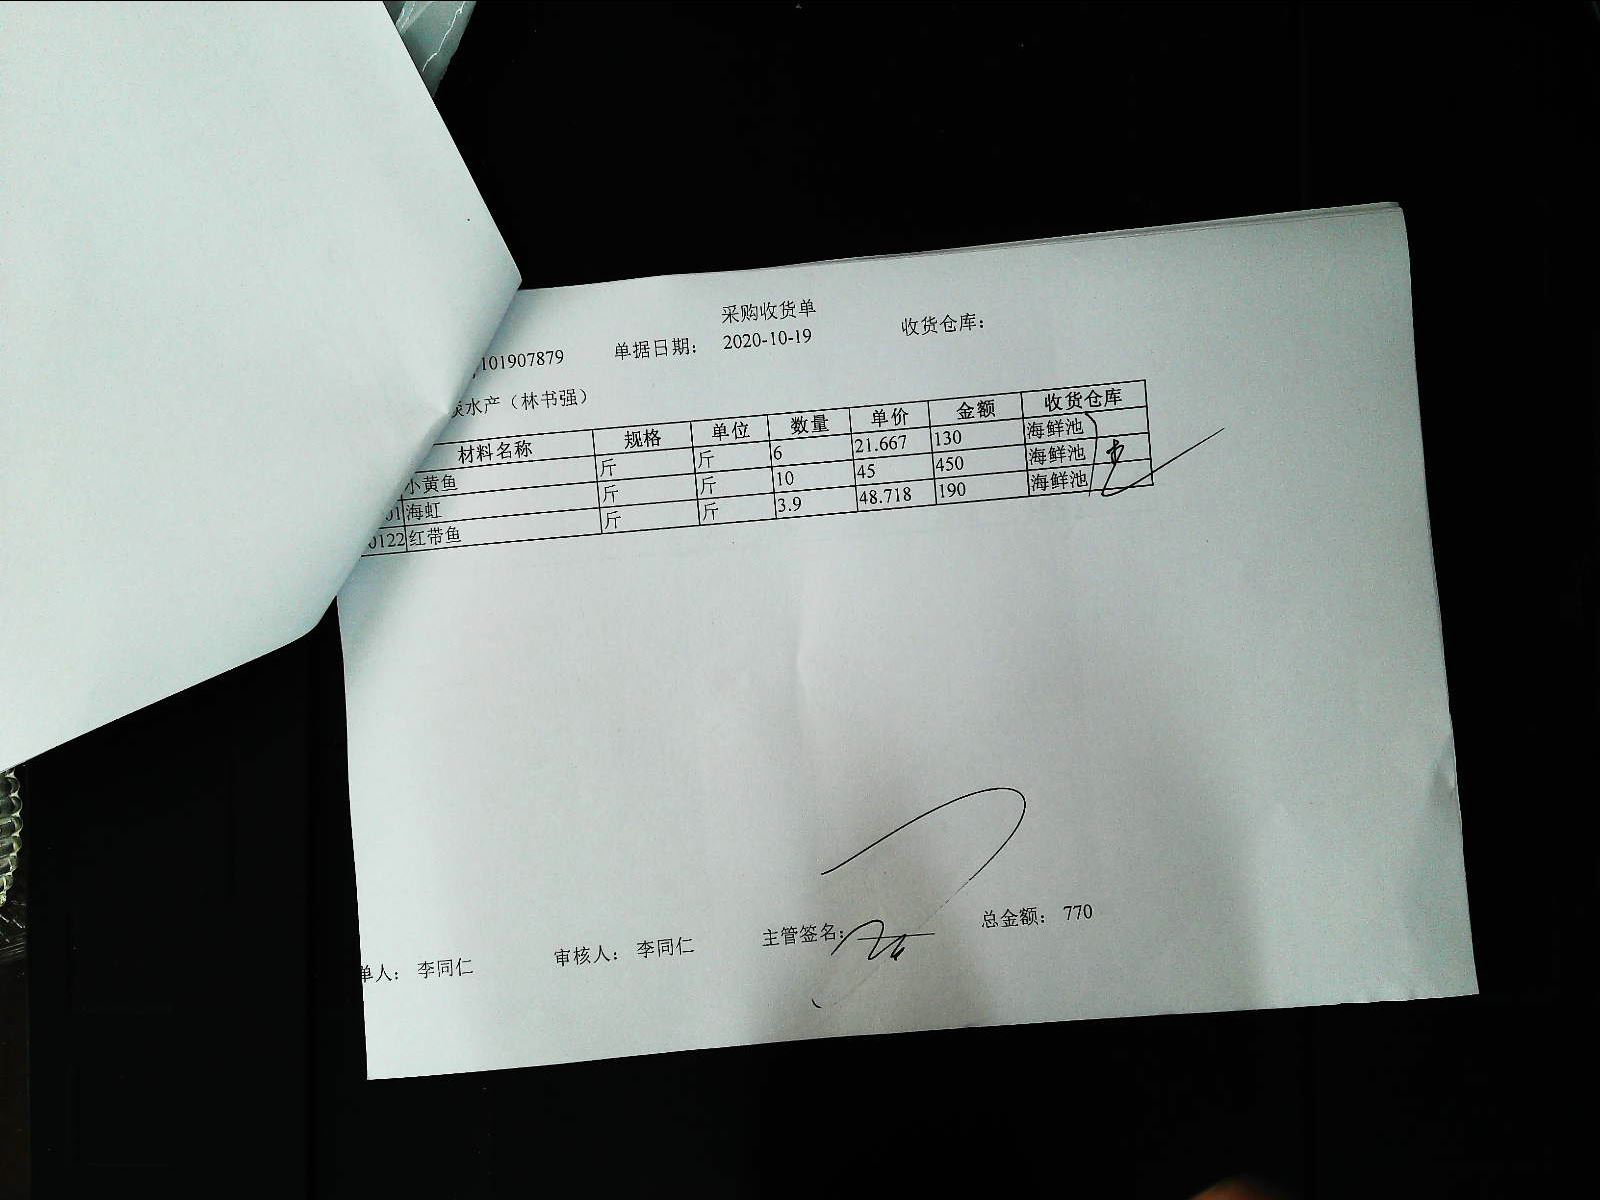 采购收货单
101907879 单据日期： 2020-10-19 收货仓库：
水产（林书强）
材料名称 规格 单位 数量 单价 金额 收货仓库
小黄鱼 斤 斤 6 21.667 130 海鲜池
01 海虹 斤 斤 10 45 450 海鲜池
0122 红带鱼 斤 斤 3.9 48.718 190 海鲜池
单人： 李同仁 审核人： 李同仁 主管签名： 总金额： 770